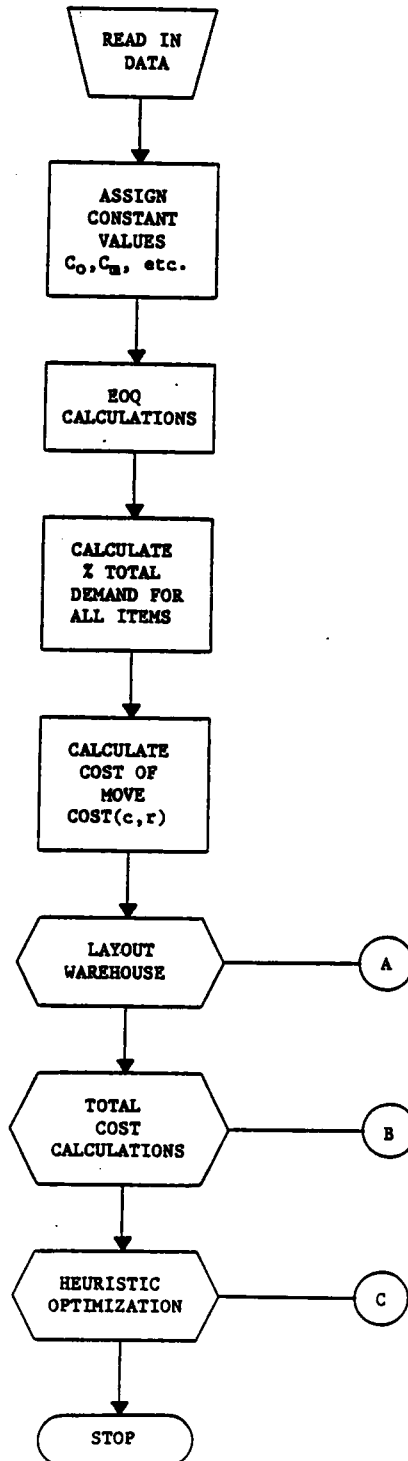 READ IN
DATA
ASSIGN
CONSTANT
VALUES
Co,Cm, etc.
EOQ
CALCULATIONS
CALCULATE
% TOTAL
DEMAND FOR
ALL ITEMS
CALCULATE
COST OF
MOVE
COST(c,r)
LAYOUT
WAREHOUSE
A
TOTAL
COST
CALCULATIONS
B
HEURISTIC
OPTIMIZATION
C
STOP